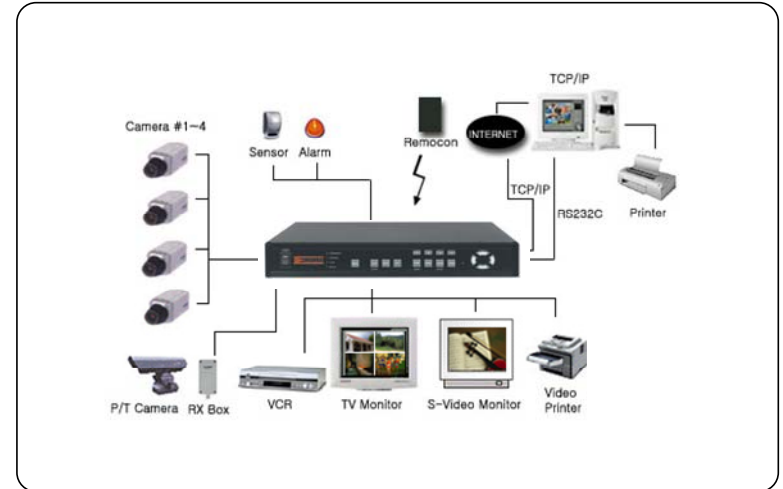 TCP/IP
Camera #1~4
Sensor Alarm
Remocon
INTERNET
TCP/IP
RS232C
Printer
P/T Camera RX Box
VCR
TV Monitor
S-Video Monitor
Video
Printer